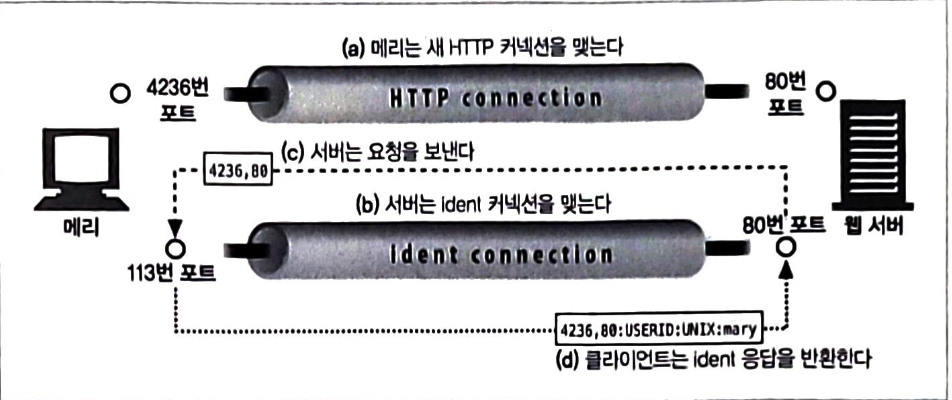 (a) 메리는 새 HTTP 커넥션을 맺는다
4236번
포트
HTTP connection
80번
포트
(c) 서버는 요청을 보낸다
4236,80
메리
(b) 서버는 ident 커넥션을 맺는다
80번 포트
웹 서버
113번 포트
ident connection
4236,80:USERID:UNIX:mary
(d) 클라이언트는 ident 응답을 반환한다